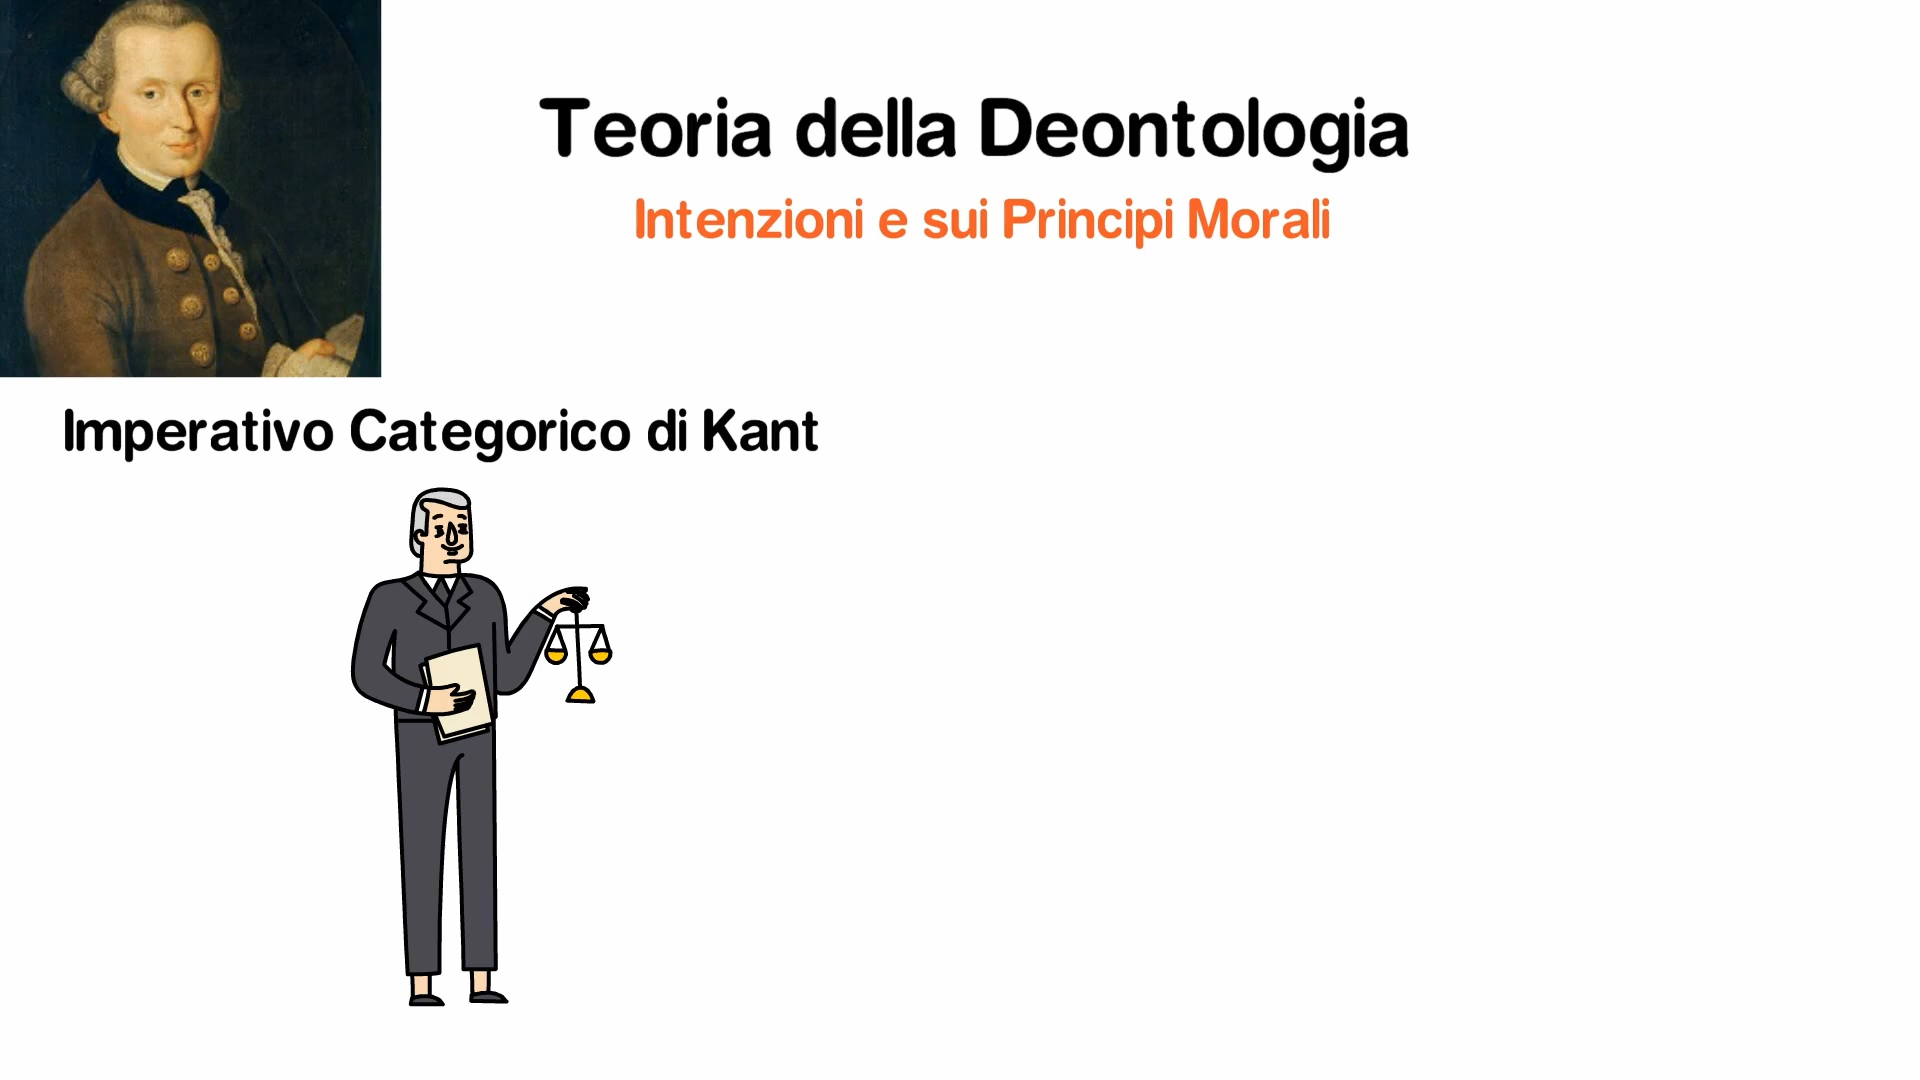 Teoria della Deontologia
Intenzioni e sui Principi Morali
Imperativo Categorico di Kant